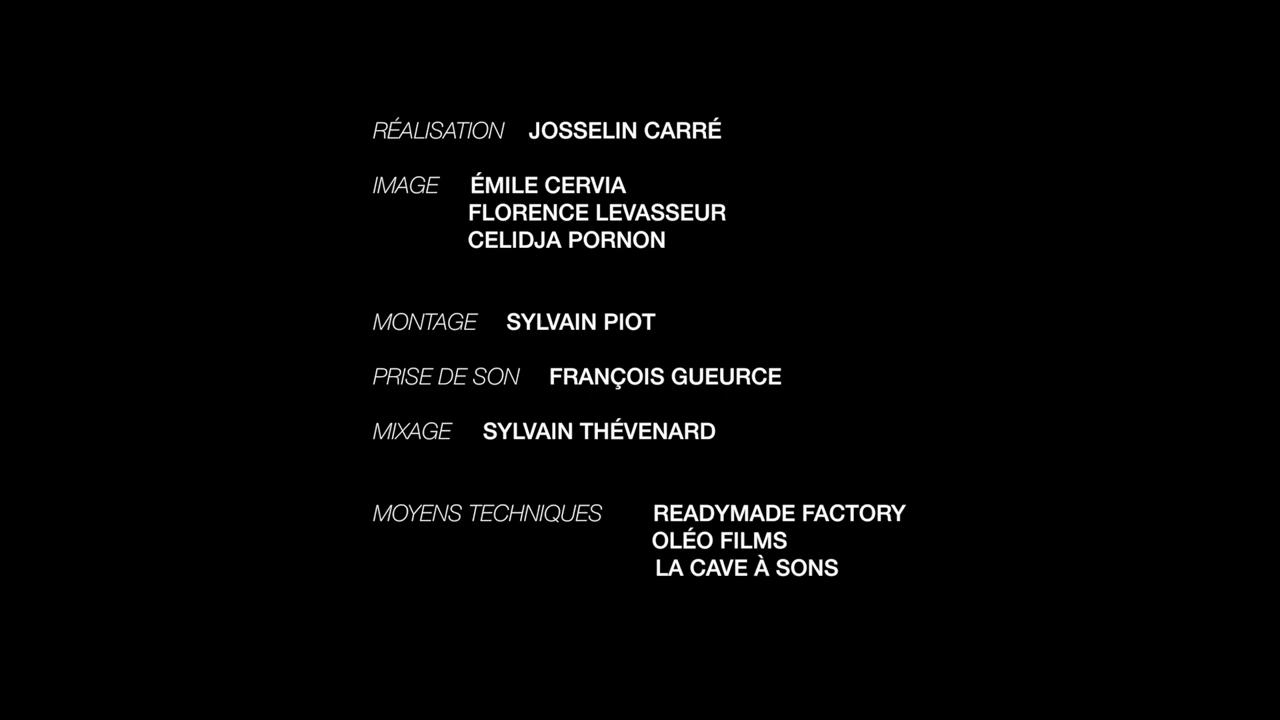 RÉALISATION JOSSELIN CARRÉ
IMAGE ÉMILE CERVIA
FLORENCE LEVASSEUR
CELIDJA PORNON
MONTAGE SYLVAIN PIOT
PRISE DE SON FRANÇOIS GUEURCE
MIXAGE SYLVAIN THÉVENARD
MOYENS TECHNIQUES READYMADE FACTORY
OLÉO FILMS
LA CAVE À SONS